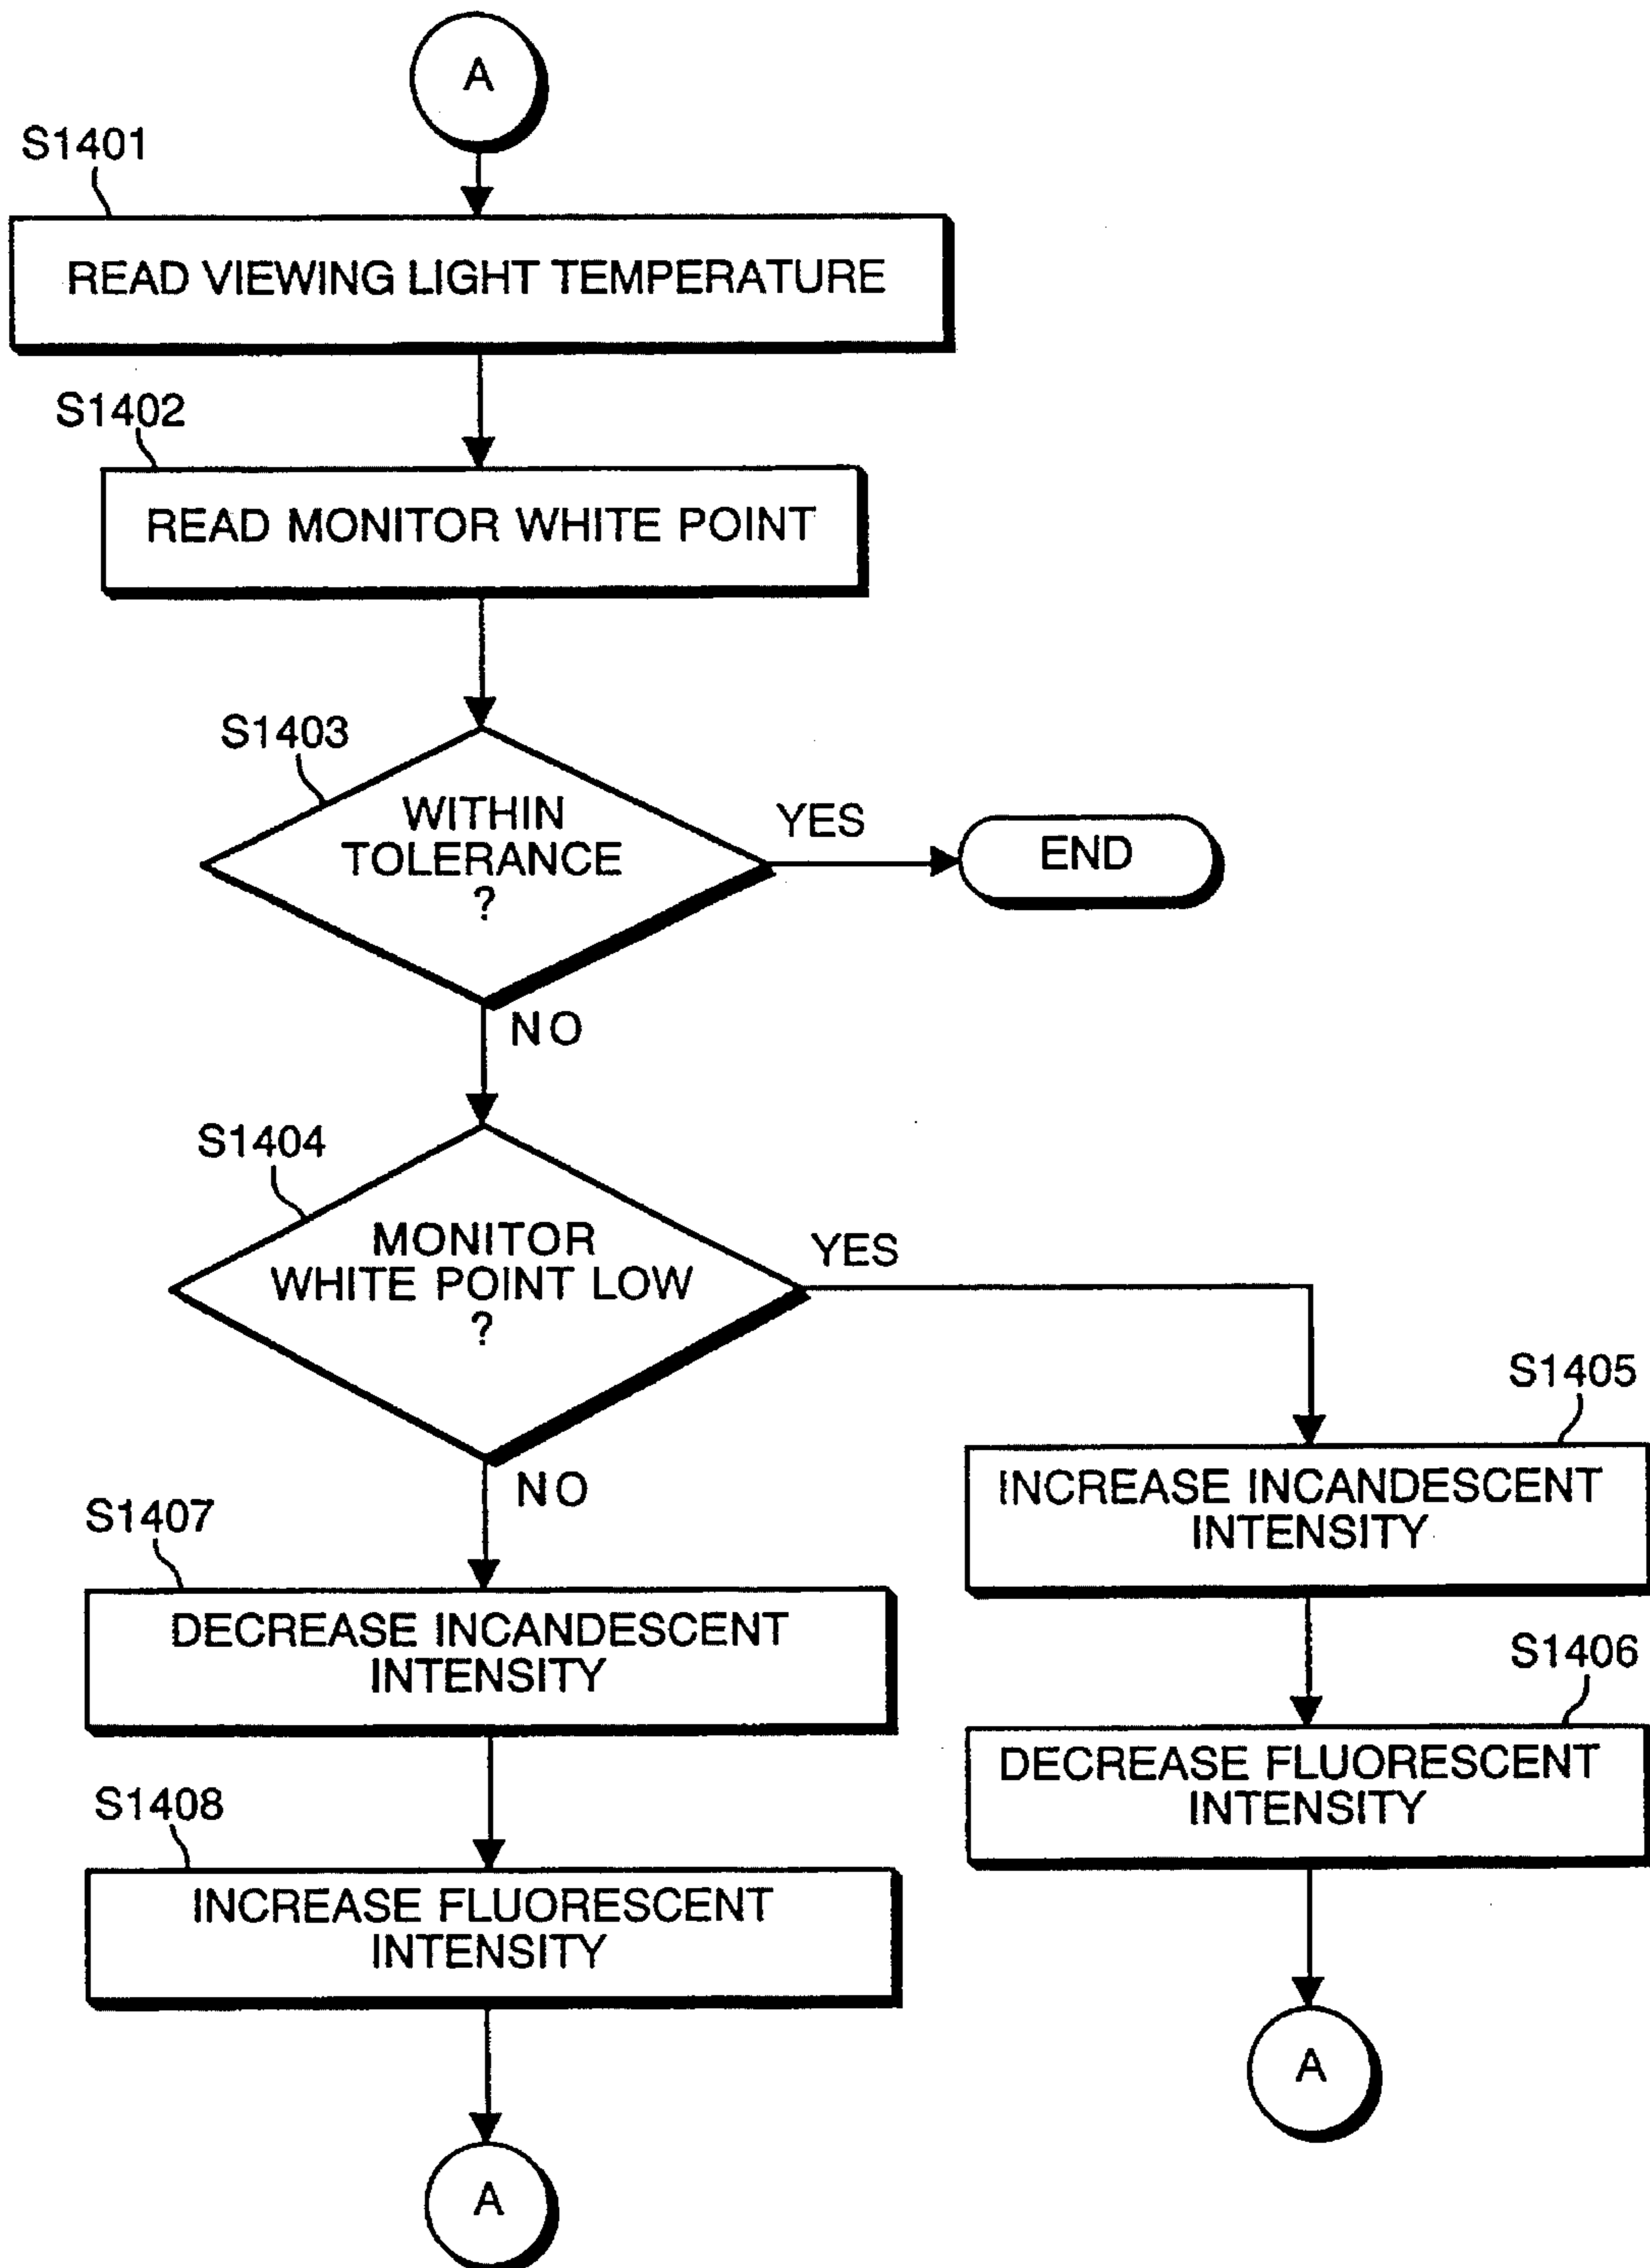 A
S1401
READ VIEWING LIGHT TEMPERATURE
S1402
READ MONITOR WHITE POINT
S1403
WITHIN
TOLERANCE
?
YES
END
NO
S1404
MONITOR
WHITE POINT LOW
?
YES
S1405
INCREASE INCANDESCENT
INTENSITY
NO
S1407
DECREASE INCANDESCENT
INTENSITY
S1406
DECREASE FLUORESCENT
INTENSITY
S1408
INCREASE FLUORESCENT
INTENSITY
A
A